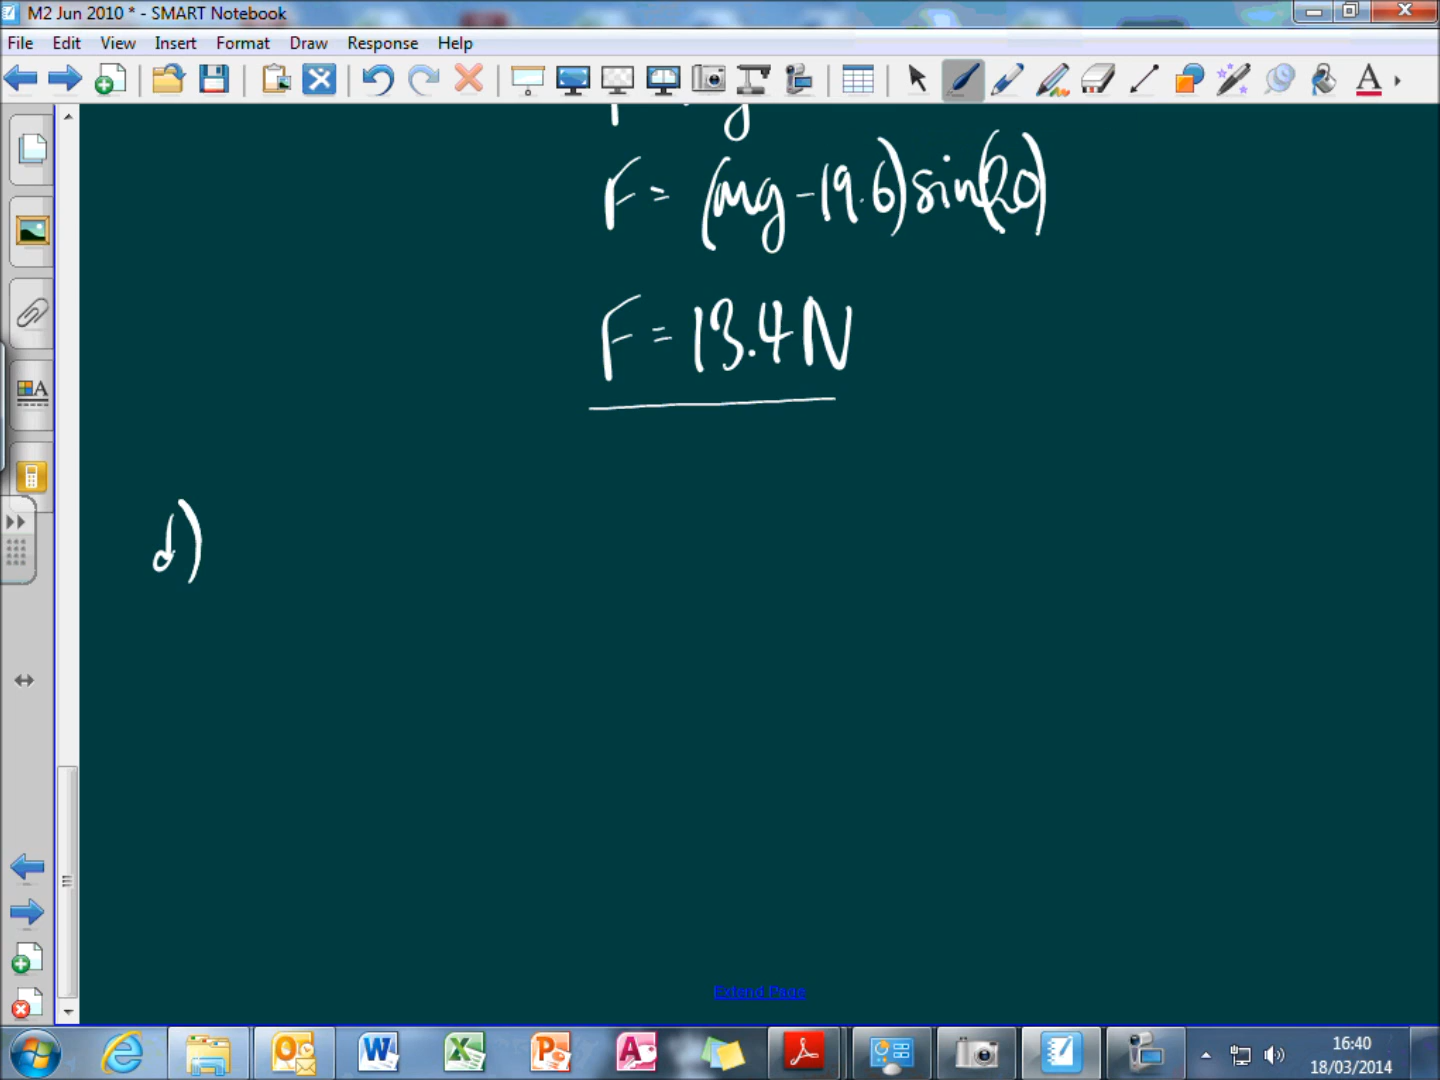 M2 Jun 2010 * - SMART Notebook
File Edit View Insert Format Draw Response Help
F = (mg - 19.6) sin(20)
F = 13.4 N
d)
Extend Page
16:40
18/03/2014